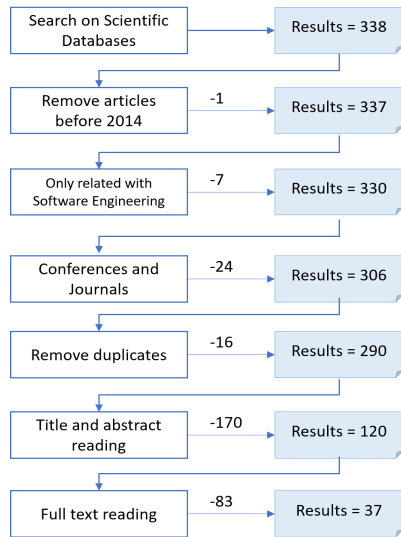 Search on Scientific
Databases
Results = 338
Remove articles
before 2014
-1
Results = 337
Only related with
Software Engineering
-7
Results = 330
Conferences and
Journals
-24
Results = 306
Remove duplicates
-16
Results = 290
Title and abstract
reading
-170
Results = 120
Full text reading
-83
Results = 37